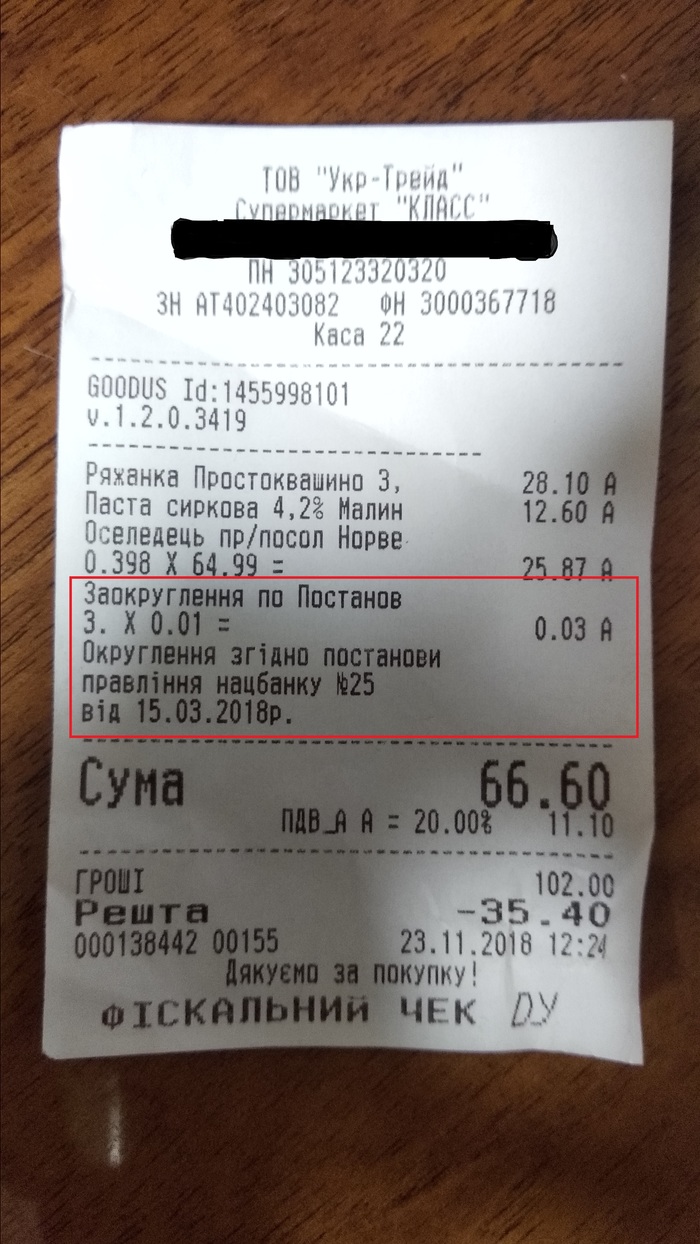 ТОВ "Укр-Трейд"
Супермаркет "КЛАСС"
ПН 305123320320
ЗН АТ402403082 ФН 3000367718
Каса 22
GOODUS Id:1455998101
v.1.2.0.3419
Ряжанка Простоквашино 3, 28.10 А
Паста сиркова 4,2% Малин 12.60 А
Оселедець пр/посол Норве
0.398 X 64.99 = 25.87 А
Заокруглення по Постанов
3. X 0.01 = 0.03 А
Округлення згідно постанови
правління нацбанку №25
від 15.03.2018р.
Сума 66.60
ПДВ_А А = 20.00% 11.10
ГРОШІ 102.00
Решта -35.40
000138442 00155 23.11.2018 12:24
Дякуємо за покупку!
ФІСКАЛЬНИЙ ЧЕК